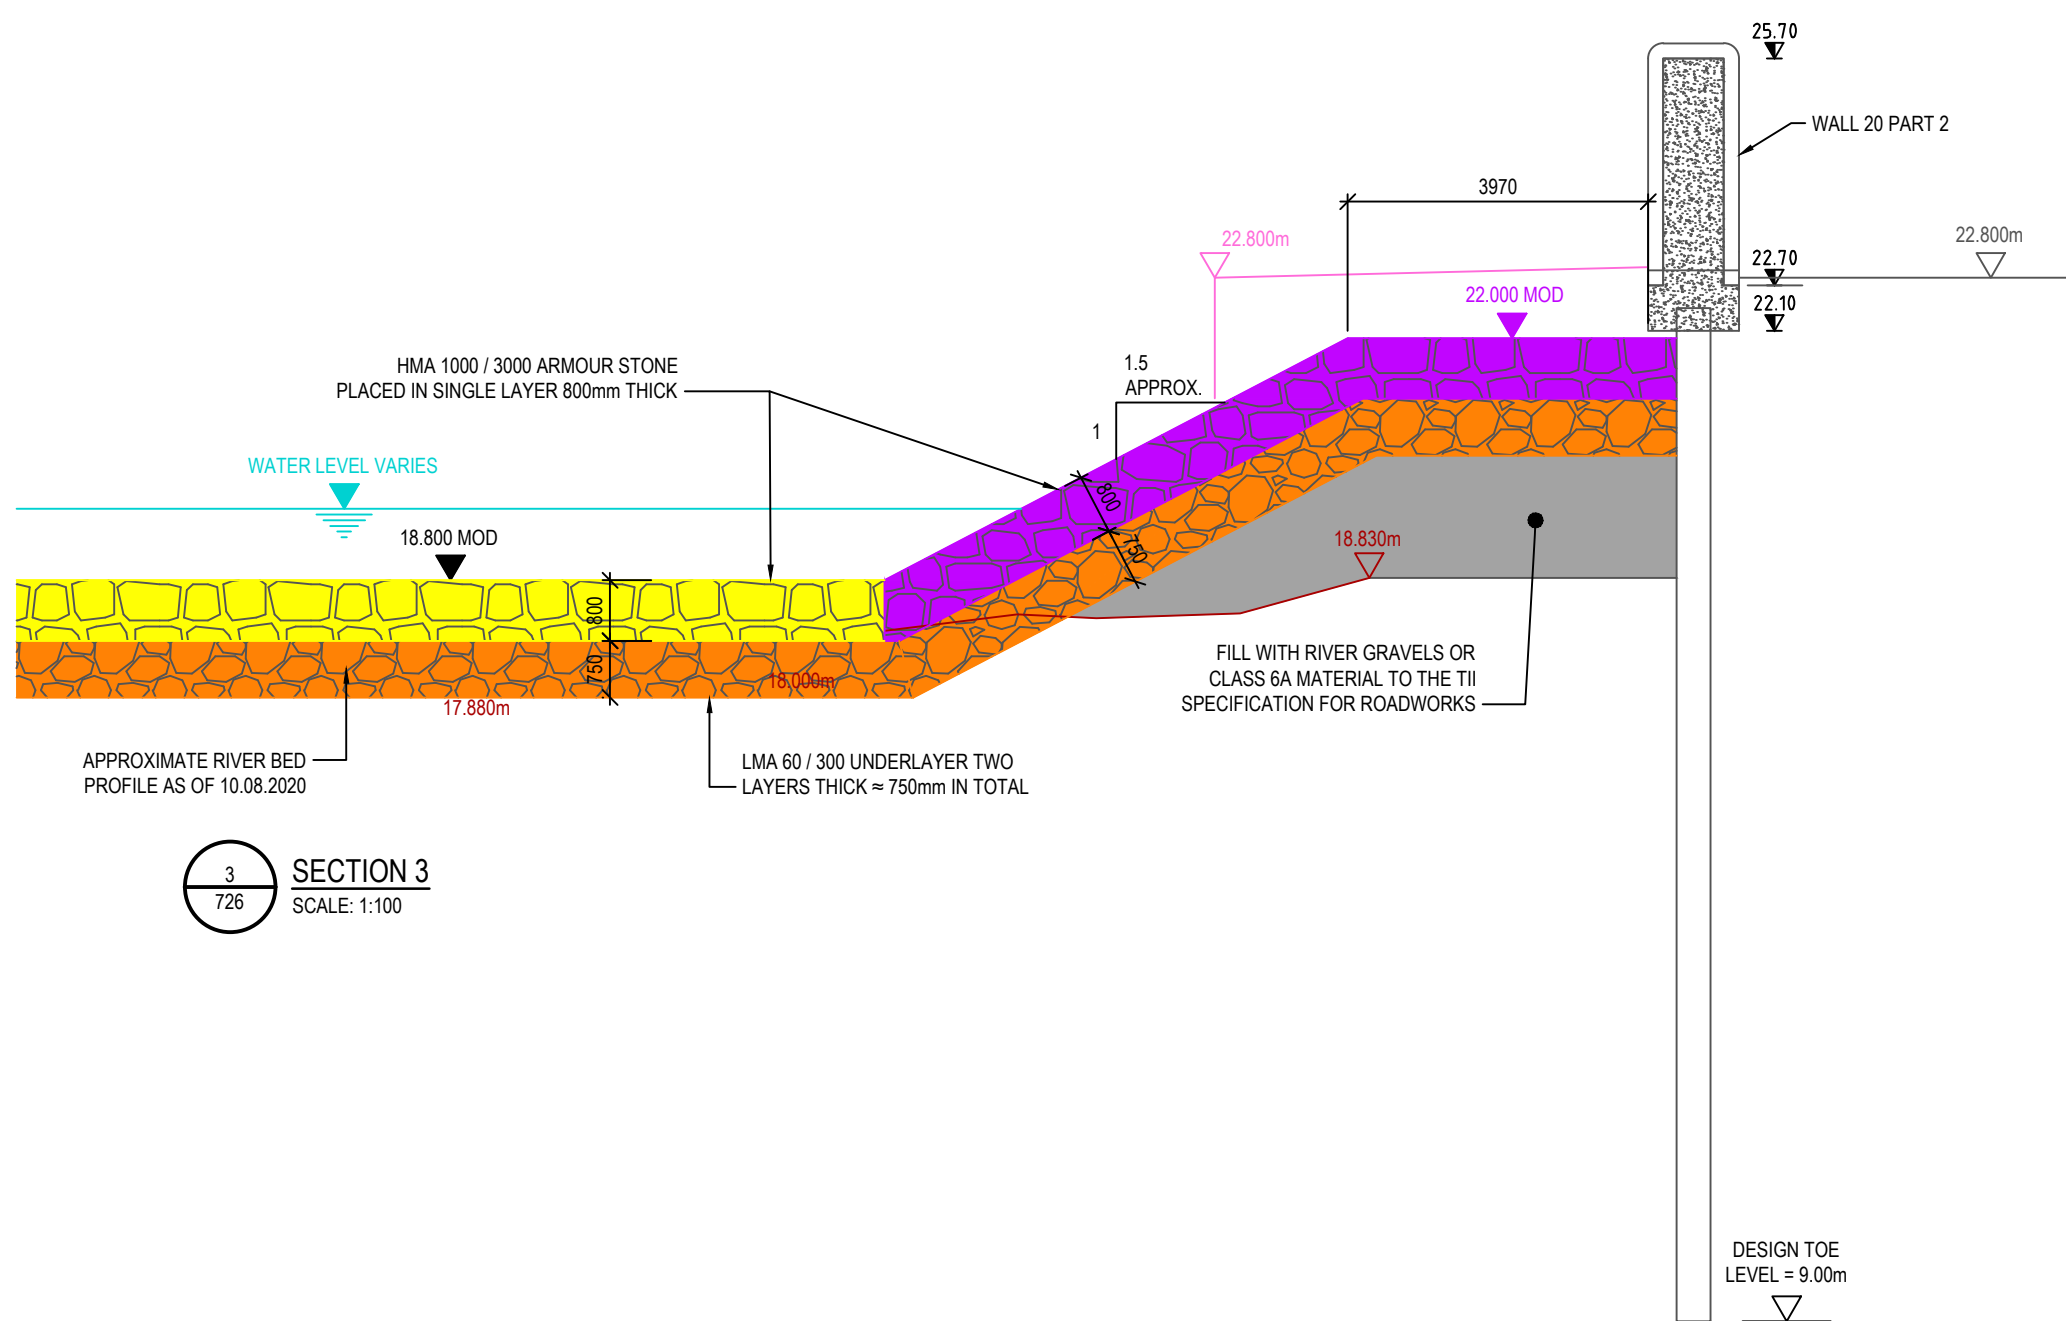 25.70
WALL 20 PART 2
3970
22.800m
22.800m
22.70
22.000 MOD
22.10
HMA 1000 / 3000 ARMOUR STONE
PLACED IN SINGLE LAYER 800mm THICK
1.5
APPROX.
1
WATER LEVEL VARIES
800
18.800 MOD
750
18.830m
800
750
FILL WITH RIVER GRAVELS OR
CLASS 6A MATERIAL TO THE TII
SPECIFICATION FOR ROADWORKS
18.000m
17.880m
APPROXIMATE RIVER BED
PROFILE AS OF 10.08.2020
LMA 60 / 300 UNDERLAYER TWO
LAYERS THICK ≈ 750mm IN TOTAL
3
726
SECTION 3
SCALE: 1:100
DESIGN TOE
LEVEL = 9.00m